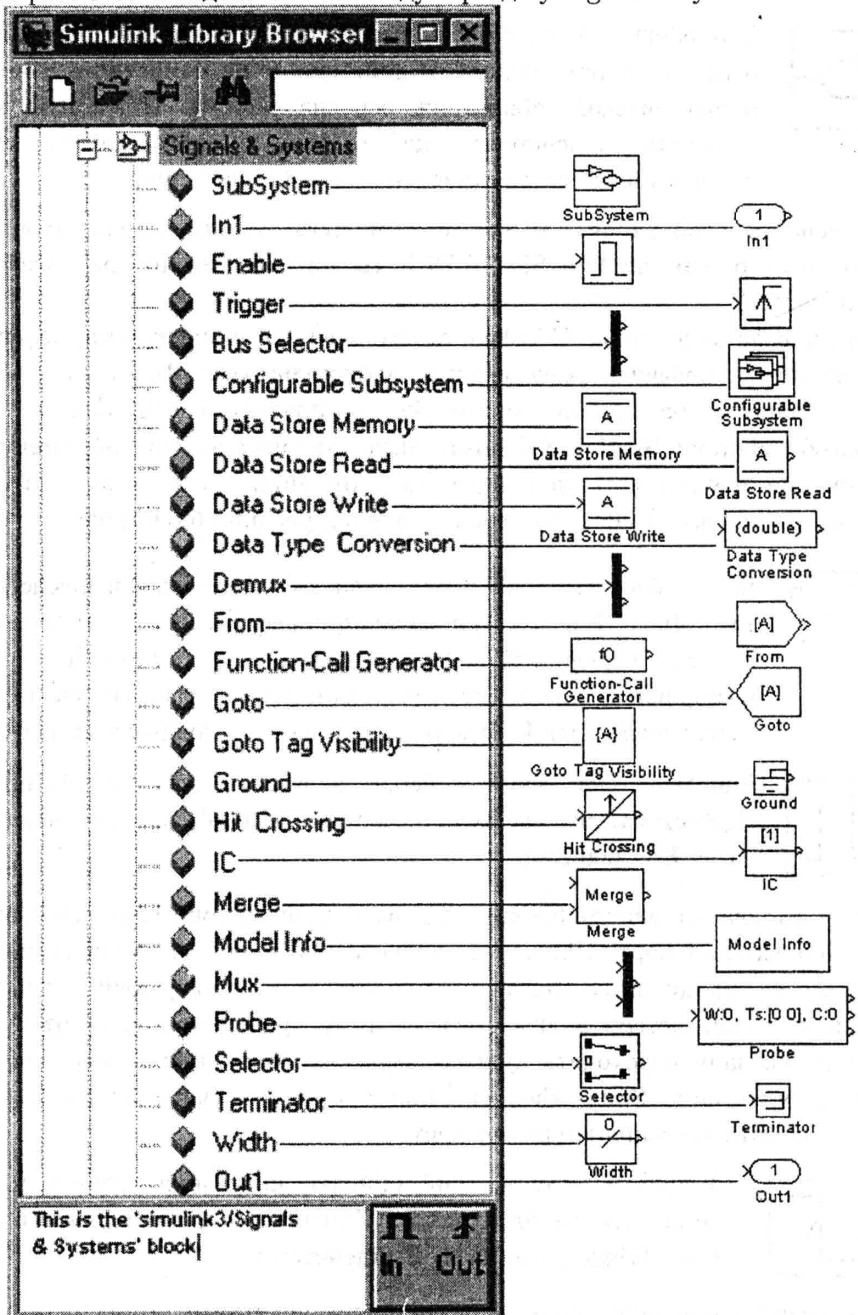 Simulink Library Browser
Signals & Systems
SubSystem
SubSystem
In1
1
In1
Enable
Trigger
Bus Selector
Configurable Subsystem
Configurable
Subsystem
Data Store Memory
A
Data Store Memory
Data Store Read
A
Data Store Read
Data Store Write
A
Data Store Write
Data Type Conversion
(double)
Data Type
Conversion
Demux
From
[A]
From
Function-Call Generator
f()
Function-Call
Generator
Goto
[A]
Goto
Goto Tag Visibility
{A}
Goto Tag Visibility
Ground
Ground
Hit Crossing
Hit Crossing
IC
[1]
IC
Merge
Merge
Merge
Model Info
Model Info
Mux
Probe
W:0, Ts:[0 0], C:0
Probe
Selector
Selector
Terminator
Terminator
Width
0
Width
Out1
1
Out1
This is the 'simulink3/Signals
& Systems' block
In Out